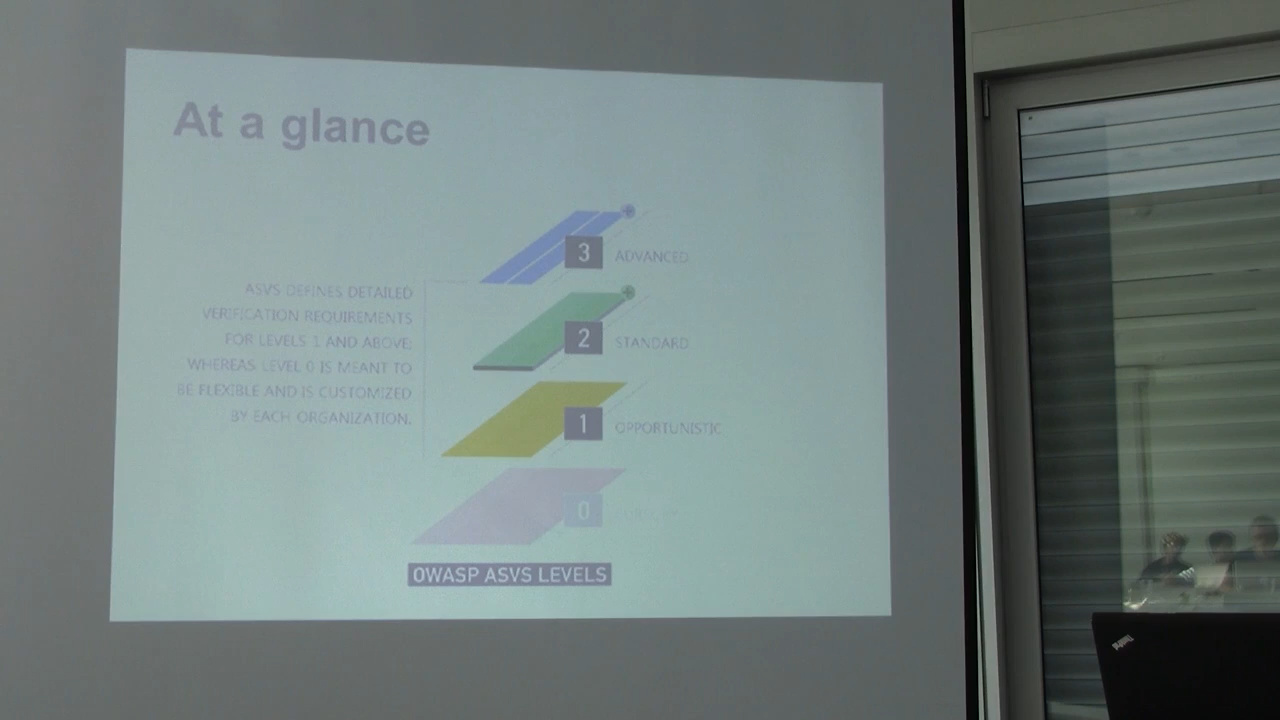 At a glance
3
ADVANCED
ASVS DEFINES DETAILED
VERIFICATION REQUIREMENTS
FOR LEVELS 1 AND ABOVE;
WHEREAS LEVEL 0 IS MEANT TO
BE FLEXIBLE AND IS CUSTOMIZED
BY EACH ORGANIZATION.
2
STANDARD
1
OPPORTUNISTIC
0
OWASP ASVS LEVELS